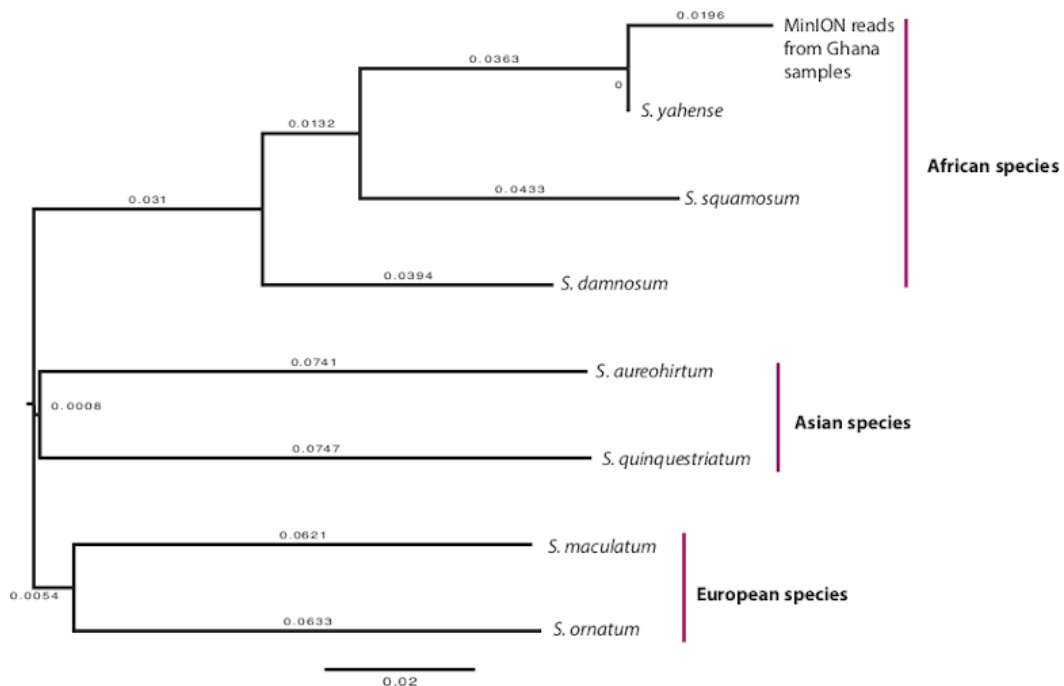 0.0196
MinION reads
from Ghana
samples
0.0363
0
S. yahense
0.0132
African species
0.0433
S. squamosum
0.031
0.0394
S. damnosum
0.0741
S. aureohirtum
0.0008
Asian species
0.0747
S. quinquestriatum
0.0621
S. maculatum
0.0054
European species
0.0633
S. ornatum
0.02